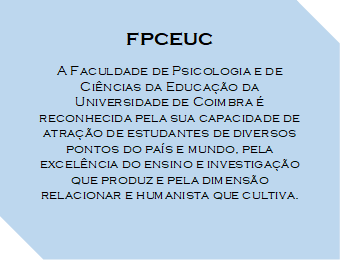 FPCEUC
A Faculdade de Psicologia e de
Ciências da Educação da
Universidade de Coimbra é
reconhecida pela sua capacidade de
atração de estudantes de diversos
pontos do país e mundo, pela
excelência do ensino e investigação
que produz e pela dimensão
relacionar e humanista que cultiva.